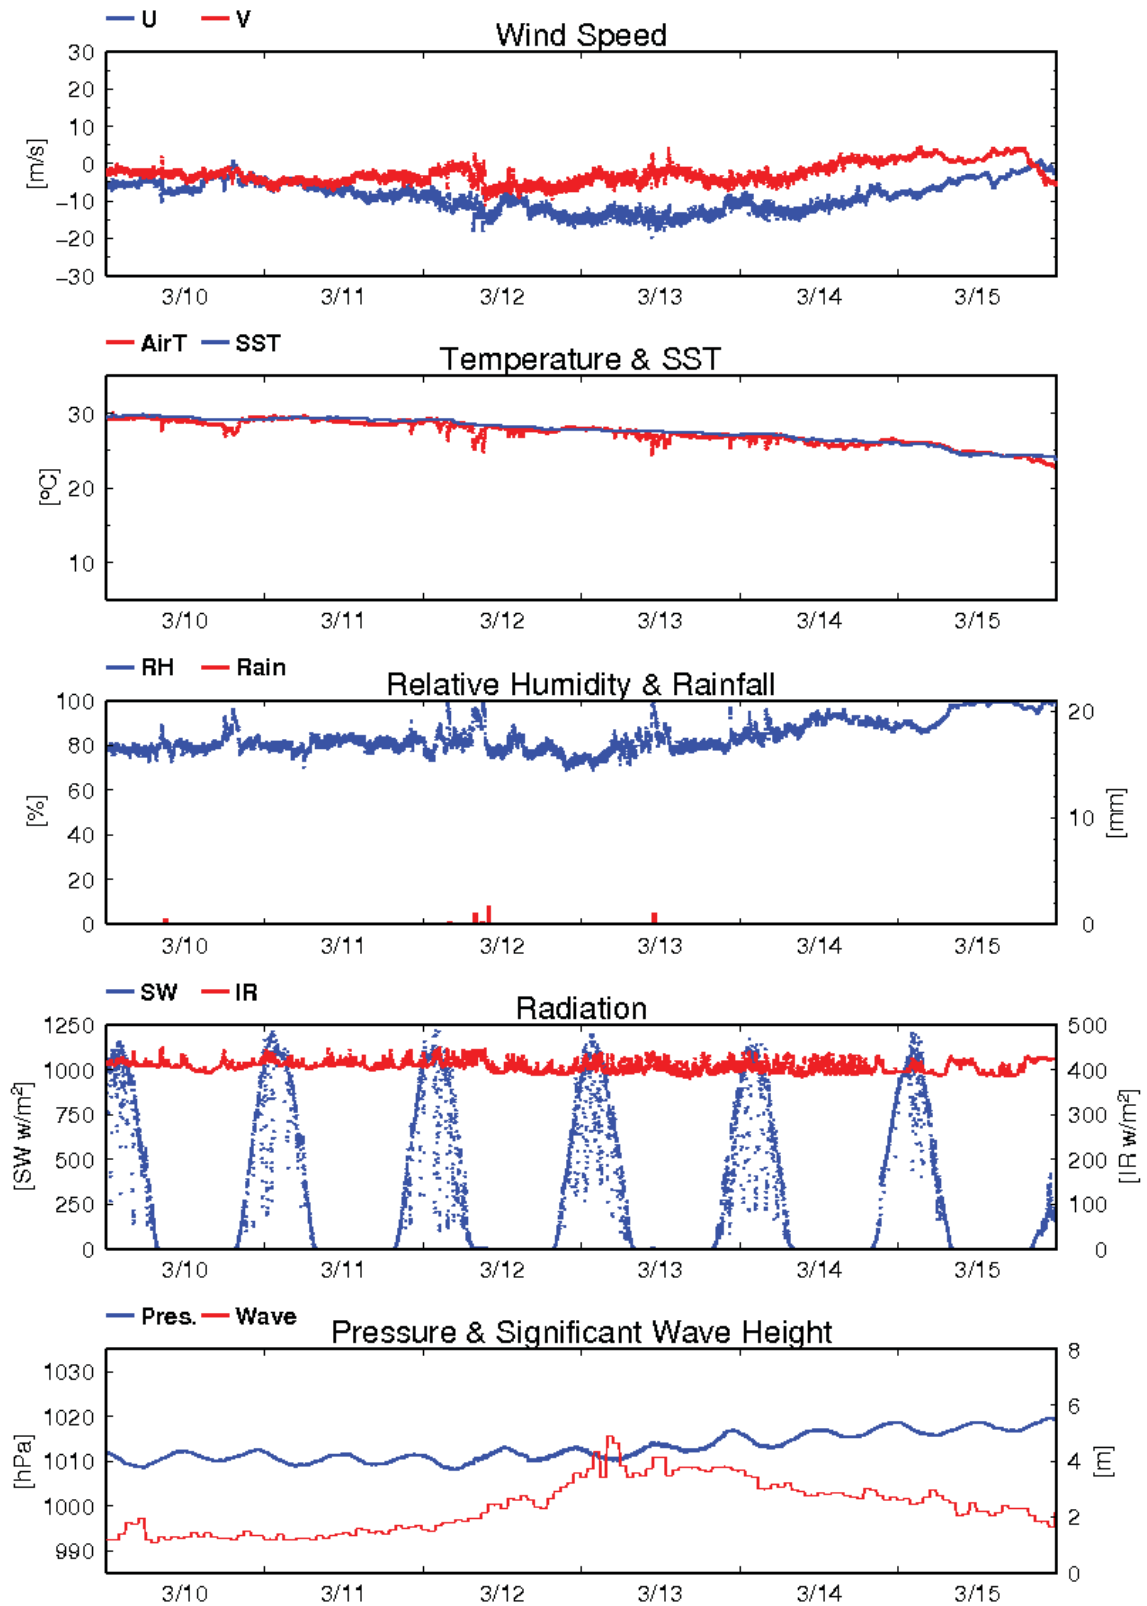 U V
Wind Speed
30
20
10
0
−10
−20
−30
[m/s]
3/10 3/11 3/12 3/13 3/14 3/15
AirT SST
Temperature & SST
30
20
10
[ºC]
3/10 3/11 3/12 3/13 3/14 3/15
RH Rain
Relative Humidity & Rainfall
100
80
60
40
20
0
[%]
20
10
0
[mm]
3/10 3/11 3/12 3/13 3/14 3/15
SW IR
Radiation
1250
1000
750
500
250
0
[SW w/m²]
500
400
300
200
100
0
[IR w/m²]
3/10 3/11 3/12 3/13 3/14 3/15
Pres. Wave
Pressure & Significant Wave Height
1030
1020
1010
1000
990
[hPa]
8
6
4
2
0
[m]
3/10 3/11 3/12 3/13 3/14 3/15